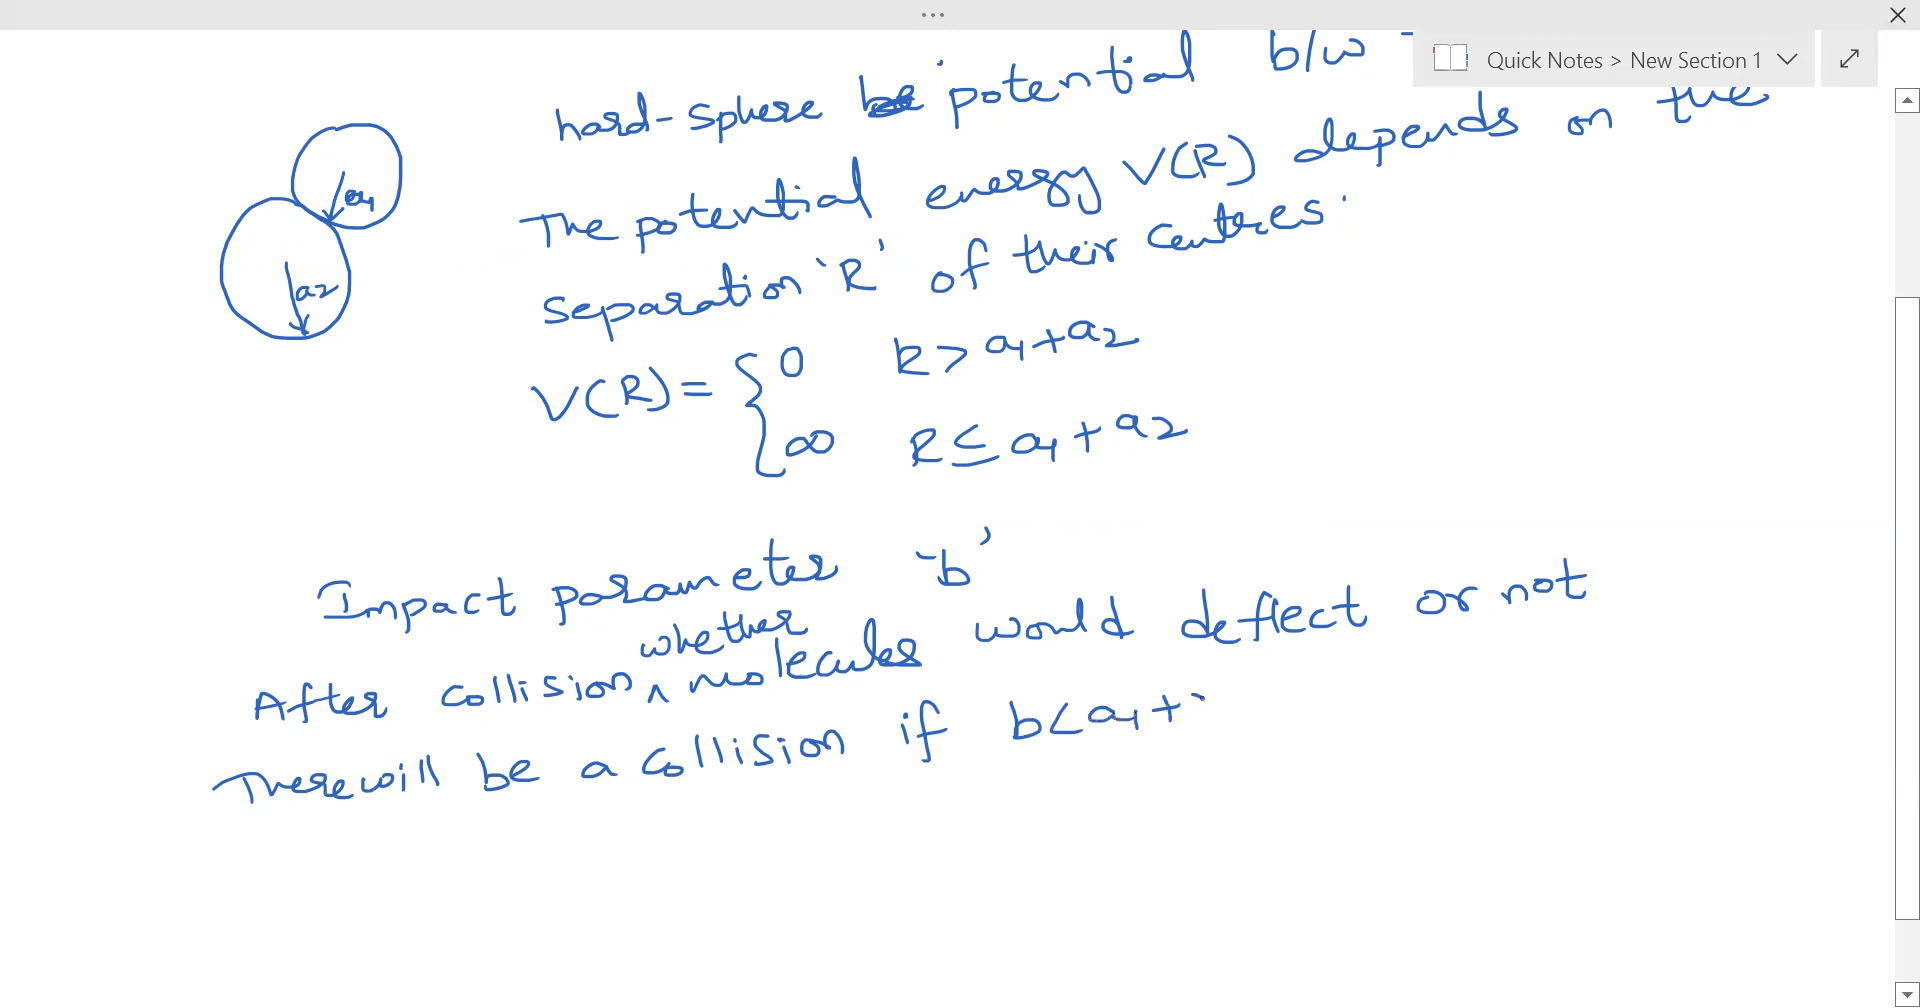 Quick Notes > New Section 1
hard-sphere potential b/w
The potential energy V(R) depends on the
separation 'R' of their centres.
V(R) = { 0 R > a1 + a2
∞ R ≤ a1 + a2
a1
a2
Impact parameter 'b'
After collision, whether molecules would deflect or not
There will be a collision if b < a1 +